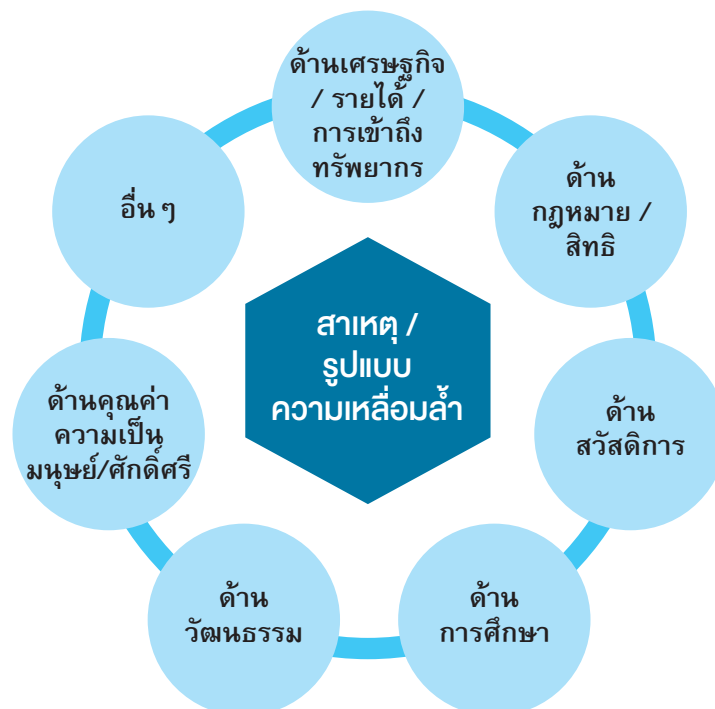 ด้านเศรษฐกิจ
/ รายได้ /
การเข้าถึง
ทรัพยากร
ด้าน
กฎหมาย /
สิทธิ
ด้าน
สวัสดิการ
ด้าน
การศึกษา
ด้าน
วัฒนธรรม
ด้านคุณค่า
ความเป็น
มนุษย์/ศักดิ์ศรี
อื่น ๆ
สาเหตุ /
รูปแบบ
ความเหลื่อมล้ำ